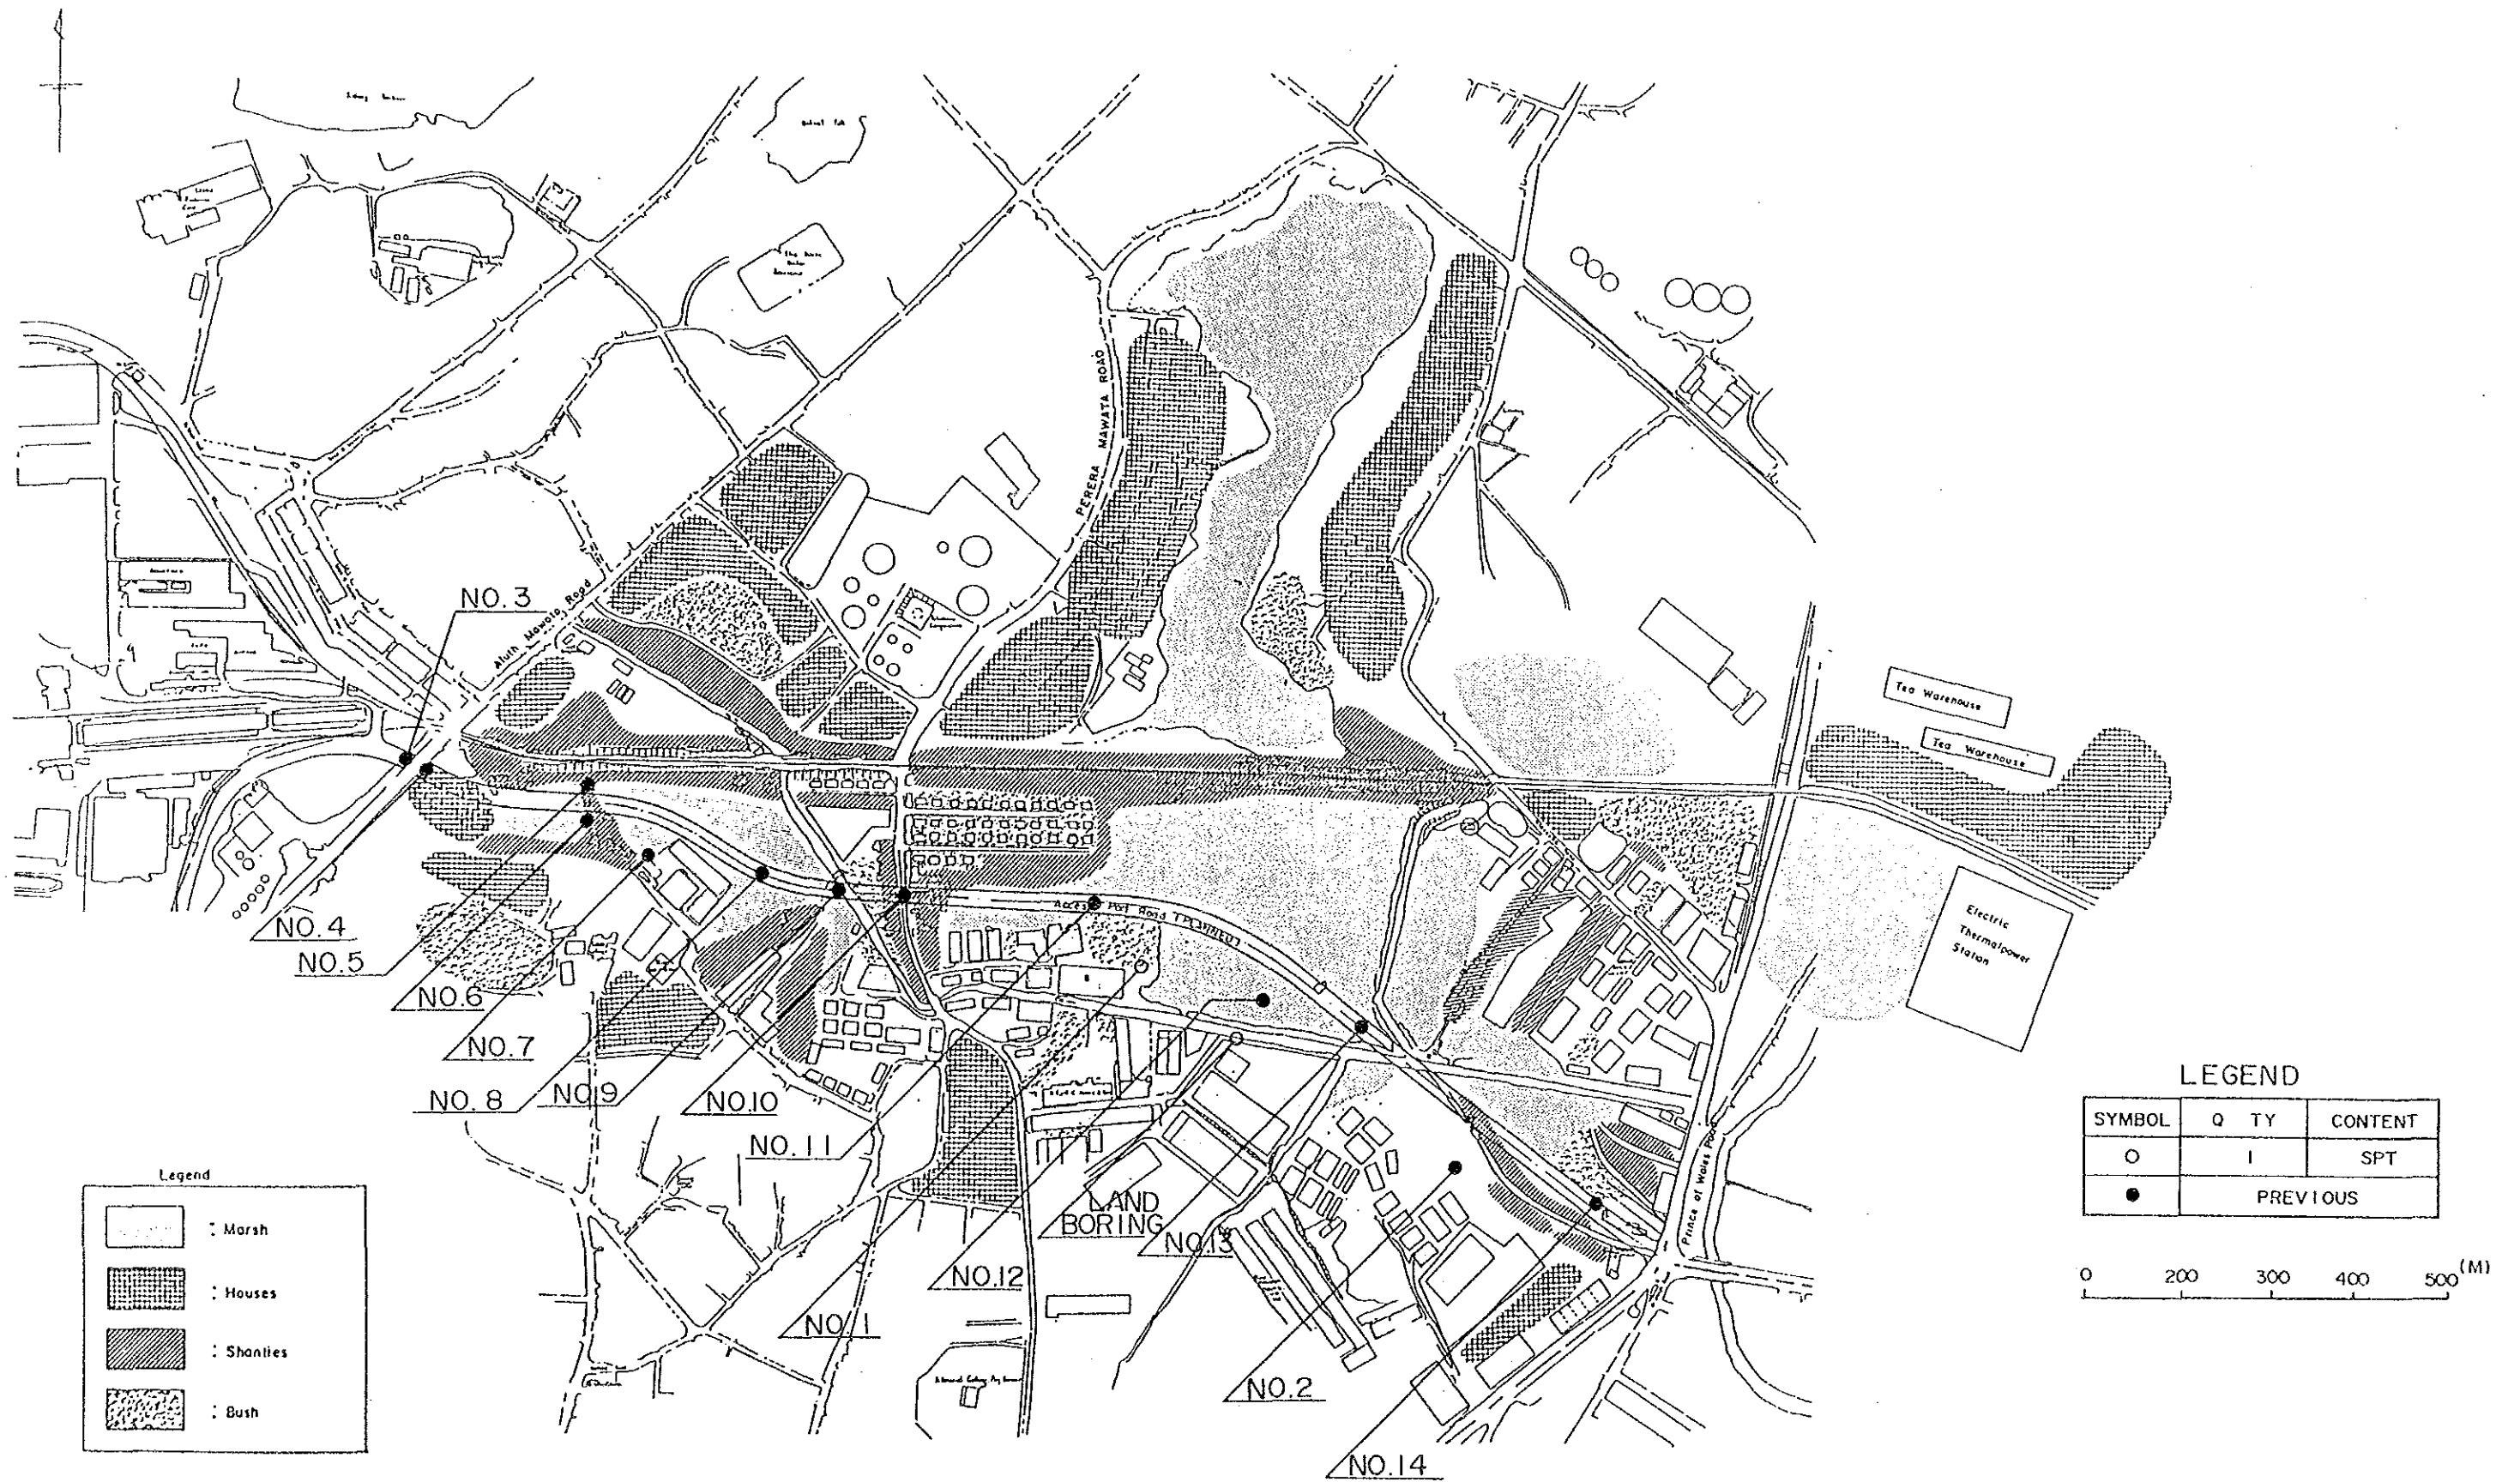 PERERA MAWATA ROAD
NO.3
Aluth Mawata Road
Tea Warehouse
Tea Warehouse
NO.4
NO.5
NO.6
NO.7
NO.8
NO.9
NO.10
NO.11
Port Road (PLANNED)
Electric
Thermalpower
Station
LAND
BORING
NO.13
NO.12
NO.1
NO.2
NO.14
Prince of Wales
LEGEND
SYMBOL Q TY CONTENT
○ 1 SPT
● PREVIOUS
0 200 300 400 500 (M)
Legend
: Marsh
: Houses
: Shanties
: Bush